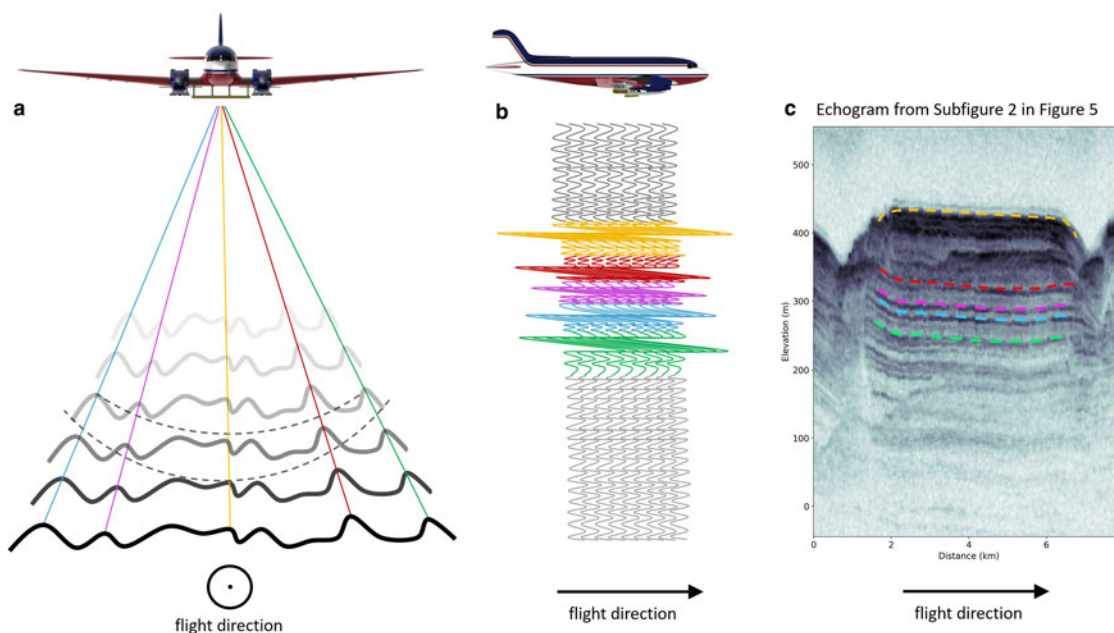 a
flight direction
b
flight direction
c Echogram from Subfigure 2 in Figure 5
500
400
300
200
100
0
Elevation (m)
0 2 4 6
Distance (km)
flight direction